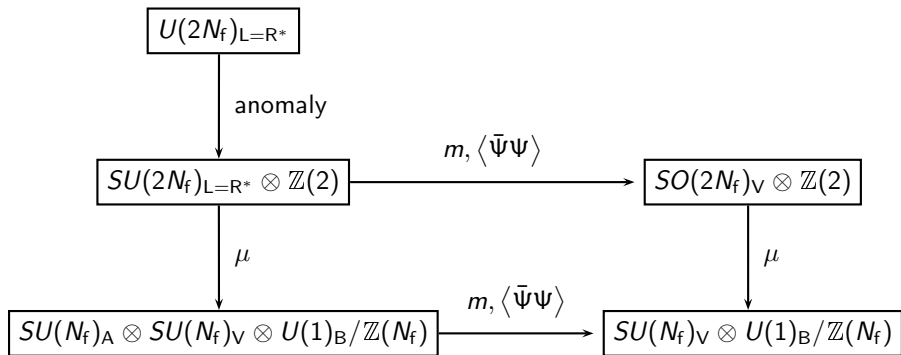 U(2N_f)_{L=R*}
anomaly
m, ⟨Ψ̄Ψ⟩
SU(2N_f)_{L=R*} ⊗ ℤ(2)
SO(2N_f)_V ⊗ ℤ(2)
μ
μ
m, ⟨Ψ̄Ψ⟩
SU(N_f)_A ⊗ SU(N_f)_V ⊗ U(1)_B/ℤ(N_f)
SU(N_f)_V ⊗ U(1)_B/ℤ(N_f)